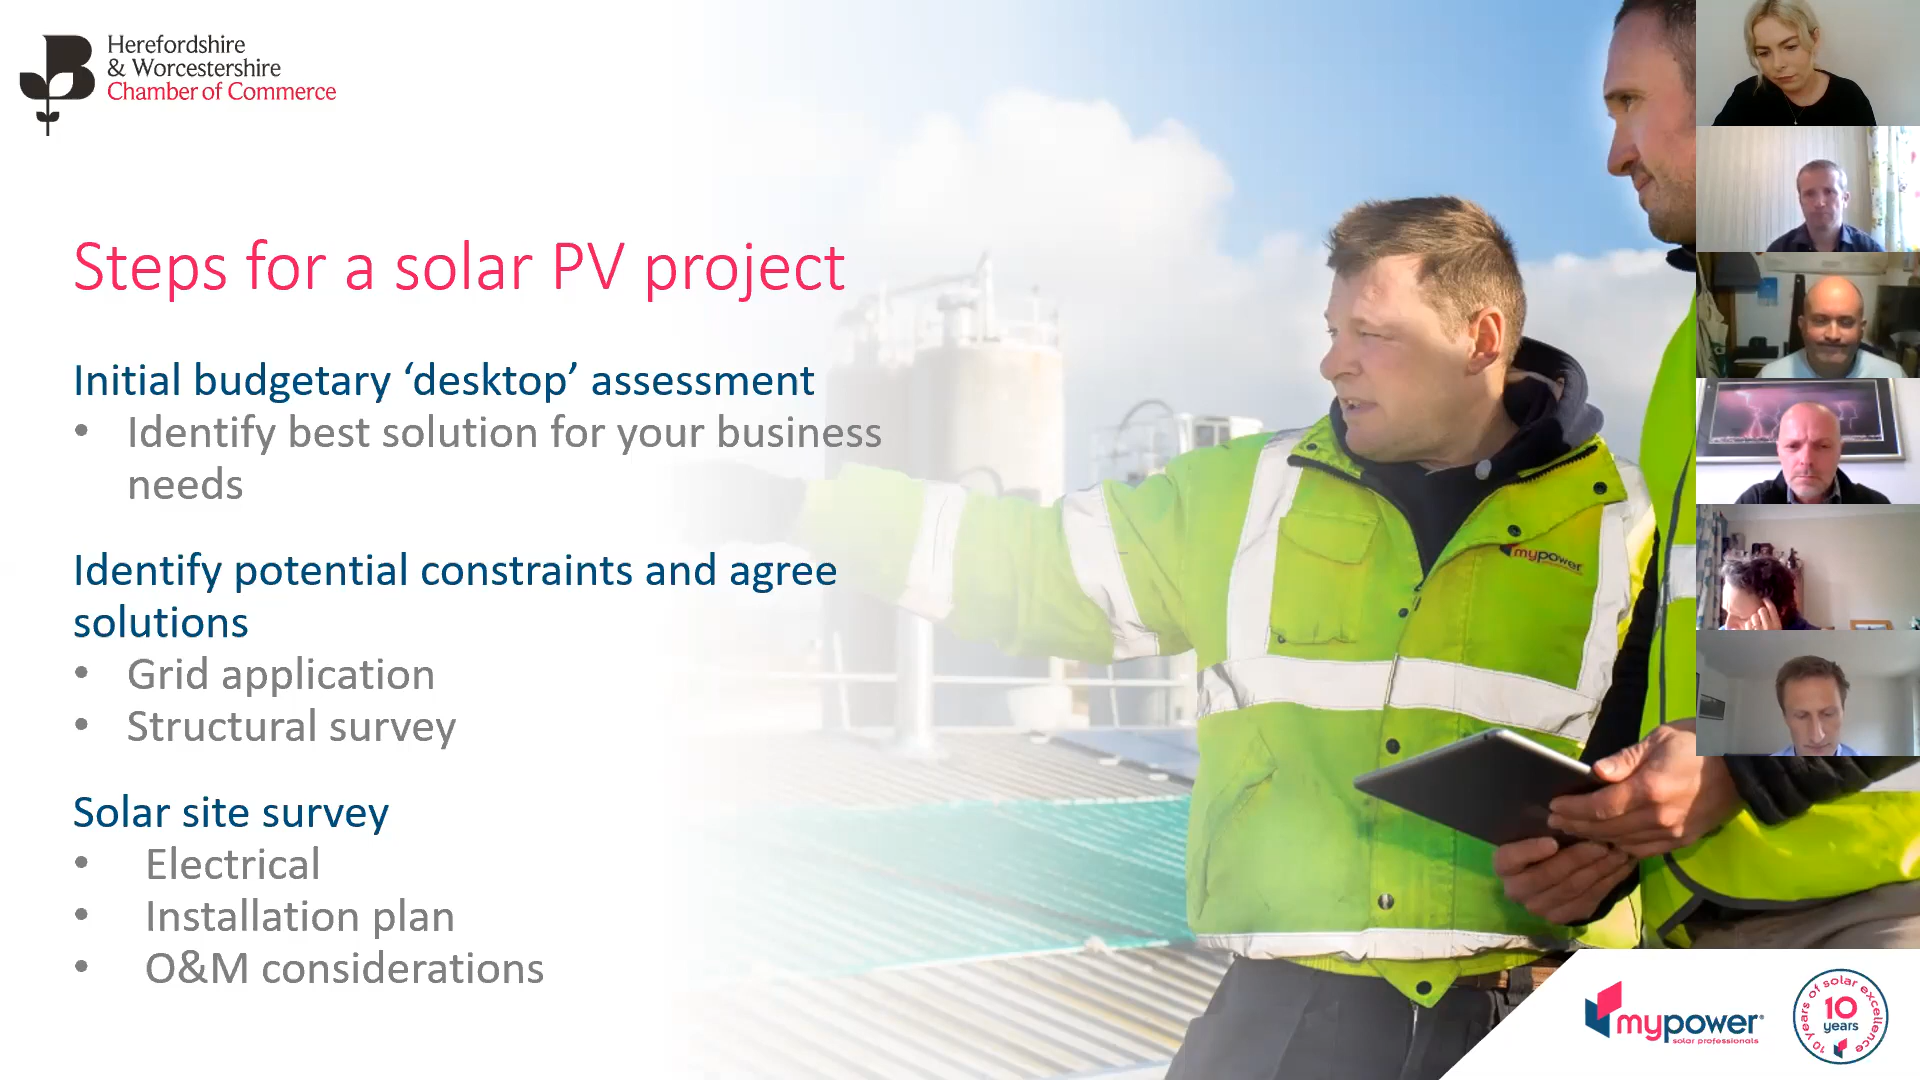 Herefordshire
& Worcestershire
Chamber of Commerce
Steps for a solar PV project
Initial budgetary ‘desktop’ assessment
• Identify best solution for your business
needs
Identify potential constraints and agree
solutions
• Grid application
• Structural survey
Solar site survey
• Electrical
• Installation plan
• O&M considerations
mypower
mypower
solar professionals
10 years of solar excellence
10
years